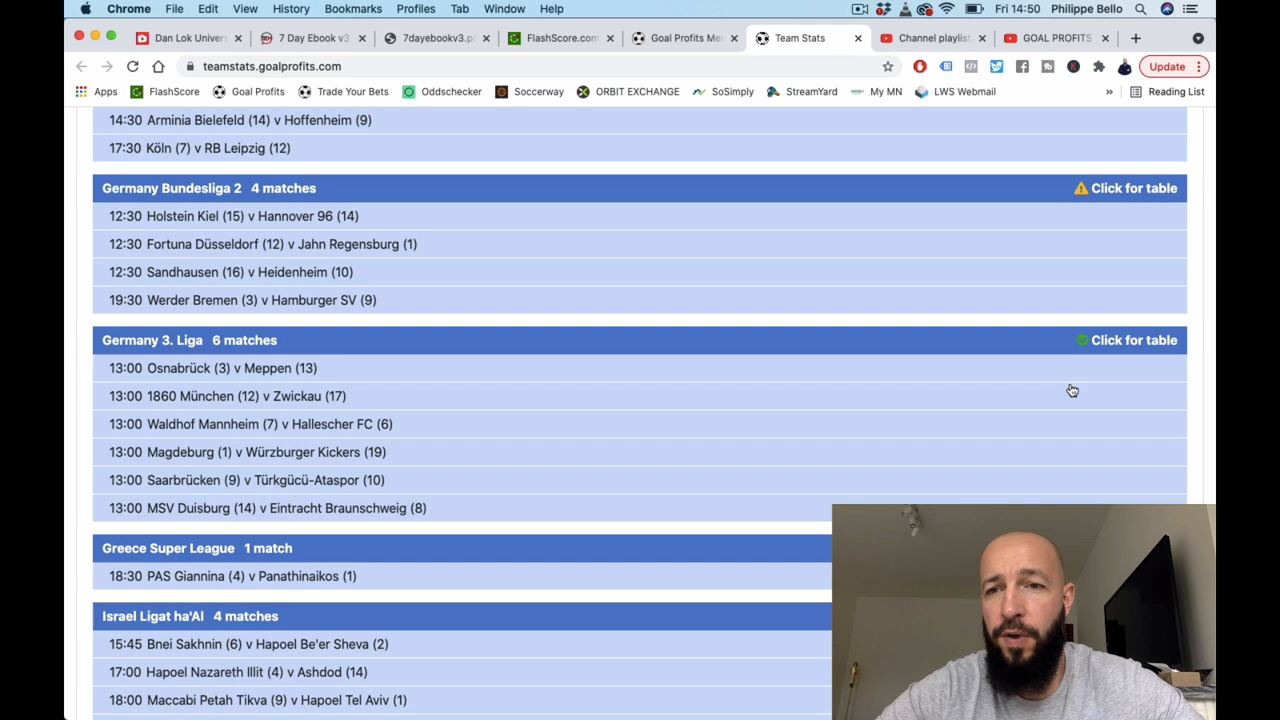 Chrome File Edit View History Bookmarks Profiles Tab Window Help Fri 14:50 Philippe Bello
Dan Lok Univers 7 Day Ebook v3 7dayebookv3.p FlashScore.com Goal Profits Me Team Stats Channel playlist GOAL PROFITS
teamstats.goalprofits.com Update
Apps FlashScore Goal Profits Trade Your Bets Oddschecker Soccerway ORBIT EXCHANGE SoSimply StreamYard My MN LWS Webmail » Reading List
14:30 Arminia Bielefeld (14) v Hoffenheim (9)
17:30 Köln (7) v RB Leipzig (12)
Germany Bundesliga 2 4 matches Click for table
12:30 Holstein Kiel (15) v Hannover 96 (14)
12:30 Fortuna Düsseldorf (12) v Jahn Regensburg (1)
12:30 Sandhausen (16) v Heidenheim (10)
19:30 Werder Bremen (3) v Hamburger SV (9)
Germany 3. Liga 6 matches Click for table
13:00 Osnabrück (3) v Meppen (13)
13:00 1860 München (12) v Zwickau (17)
13:00 Waldhof Mannheim (7) v Hallescher FC (6)
13:00 Magdeburg (1) v Würzburger Kickers (19)
13:00 Saarbrücken (9) v Türkgücü-Ataspor (10)
13:00 MSV Duisburg (14) v Eintracht Braunschweig (8)
Greece Super League 1 match
18:30 PAS Giannina (4) v Panathinaikos (1)
Israel Ligat ha'Al 4 matches
15:45 Bnei Sakhnin (6) v Hapoel Be'er Sheva (2)
17:00 Hapoel Nazareth Illit (4) v Ashdod (14)
18:00 Maccabi Petah Tikva (9) v Hapoel Tel Aviv (1)